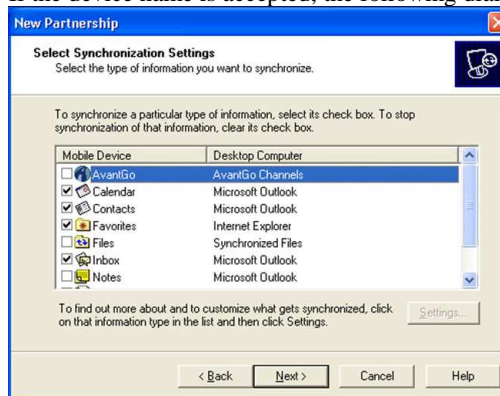 If the device name is accepted, the following
New Partnership
Select Synchronization Settings
Select the type of information you want to synchronize.
To synchronize a particular type of information, select its check box. To stop
synchronization of that information, clear its check box.
Mobile Device Desktop Computer
AvantGo AvantGo Channels
Calendar Microsoft Outlook
Contacts Microsoft Outlook
Favorites Internet Explorer
Files Synchronized Files
Inbox Microsoft Outlook
Notes Microsoft Outlook
To find out more about and to customize what gets synchronized, click
on that information type in the list and then click Settings.
Settings...
< Back Next > Cancel Help